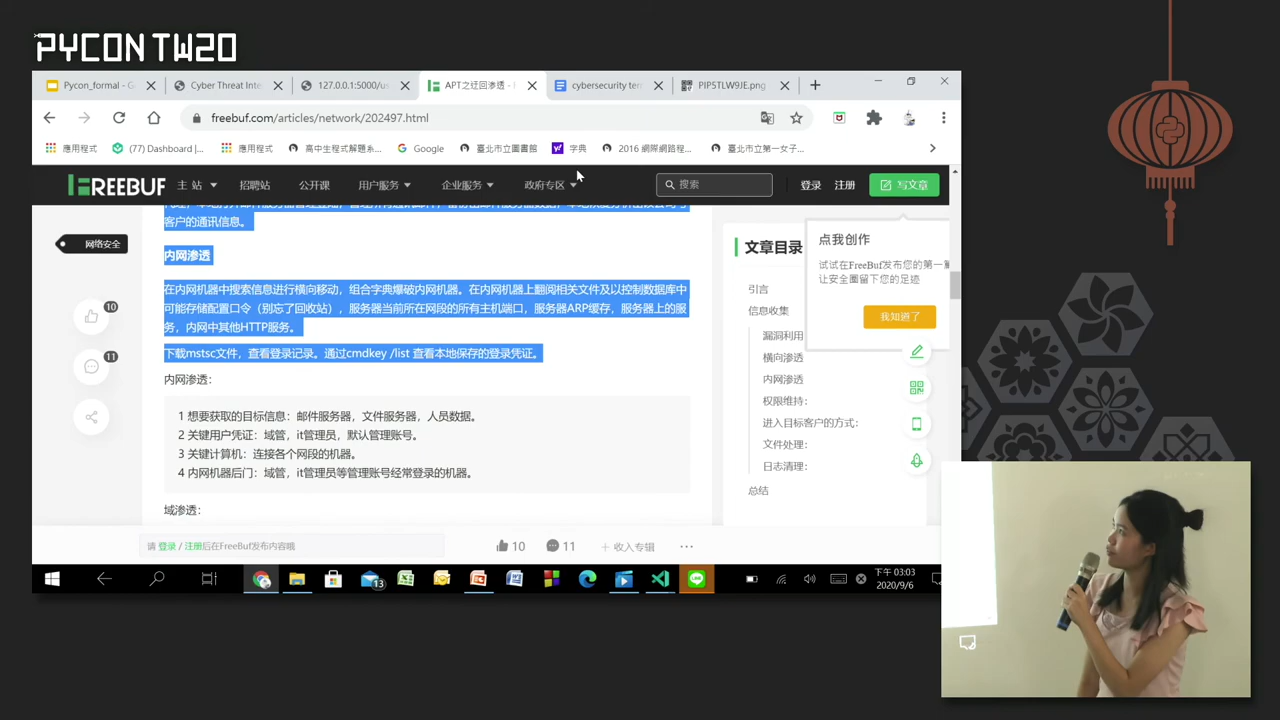 PYCON TW20
Pycon_formal - G
Cyber Threat Inte
127.0.0.1:5000/us
APT之迂回渗透 -
cybersecurity ter
PIP5TLW9JE.png
freebuf.com/articles/network/202497.html
應用程式
(77) Dashboard |...
應用程式
高中生程式解題系...
Google
臺北市立圖書館
字典
2016 網際網路程...
臺北市立第一女子...
FREEBUF
主站
招聘站
公开课
用户服务
企业服务
政府专区
搜索
登录
注册
写文章
客户的通讯信息。
网络安全
内网渗透
在内网机器中搜索信息进行横向移动，组合字典爆破内网机器。在内网机器上翻阅相关文件及以控制数据库中
可能存储配置口令（别忘了回收站），服务器当前所在网段的所有主机端口，服务器ARP缓存，服务器上的服
务，内网中其他HTTP服务。
下载mstsc文件，查看登录记录。通过cmdkey /list 查看本地保存的登录凭证。
内网渗透：
1 想要获取的目标信息：邮件服务器，文件服务器，人员数据。
2 关键用户凭证：域管，it管理员，默认管理账号。
3 关键计算机：连接各个网段的机器。
4 内网机器后门：域管，it管理员等管理账号经常登录的机器。
域渗透：
10
11
文章目录
引言
信息收集
漏洞利用
横向渗透
内网渗透
权限维持：
进入目标客户的方式：
文件处理：
日志清理：
总结
点我创作
试试在FreeBuf发布您的第一篇
让安全圈留下您的足迹
我知道了
请 登录 / 注册后在FreeBuf发布内容哦
10
11
+ 收入专辑
13
下午 03:03
2020/9/6